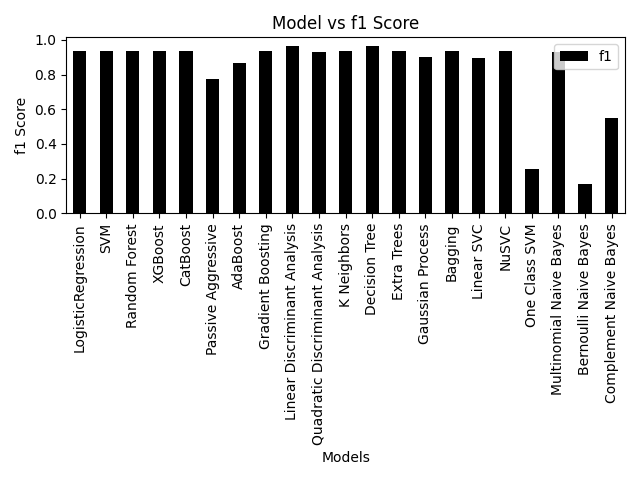 Model vs f1 Score
f1 Score
1.0
0.8
0.6
0.4
0.2
0.0
f1
LogisticRegression
SVM
Random Forest
XGBoost
CatBoost
Passive Aggressive
AdaBoost
Gradient Boosting
Linear Discriminant Analysis
Quadratic Discriminant Analysis
K Neighbors
Decision Tree
Extra Trees
Gaussian Process
Bagging
Linear SVC
NuSVC
One Class SVM
Multinomial Naive Bayes
Bernoulli Naive Bayes
Complement Naive Bayes
Models